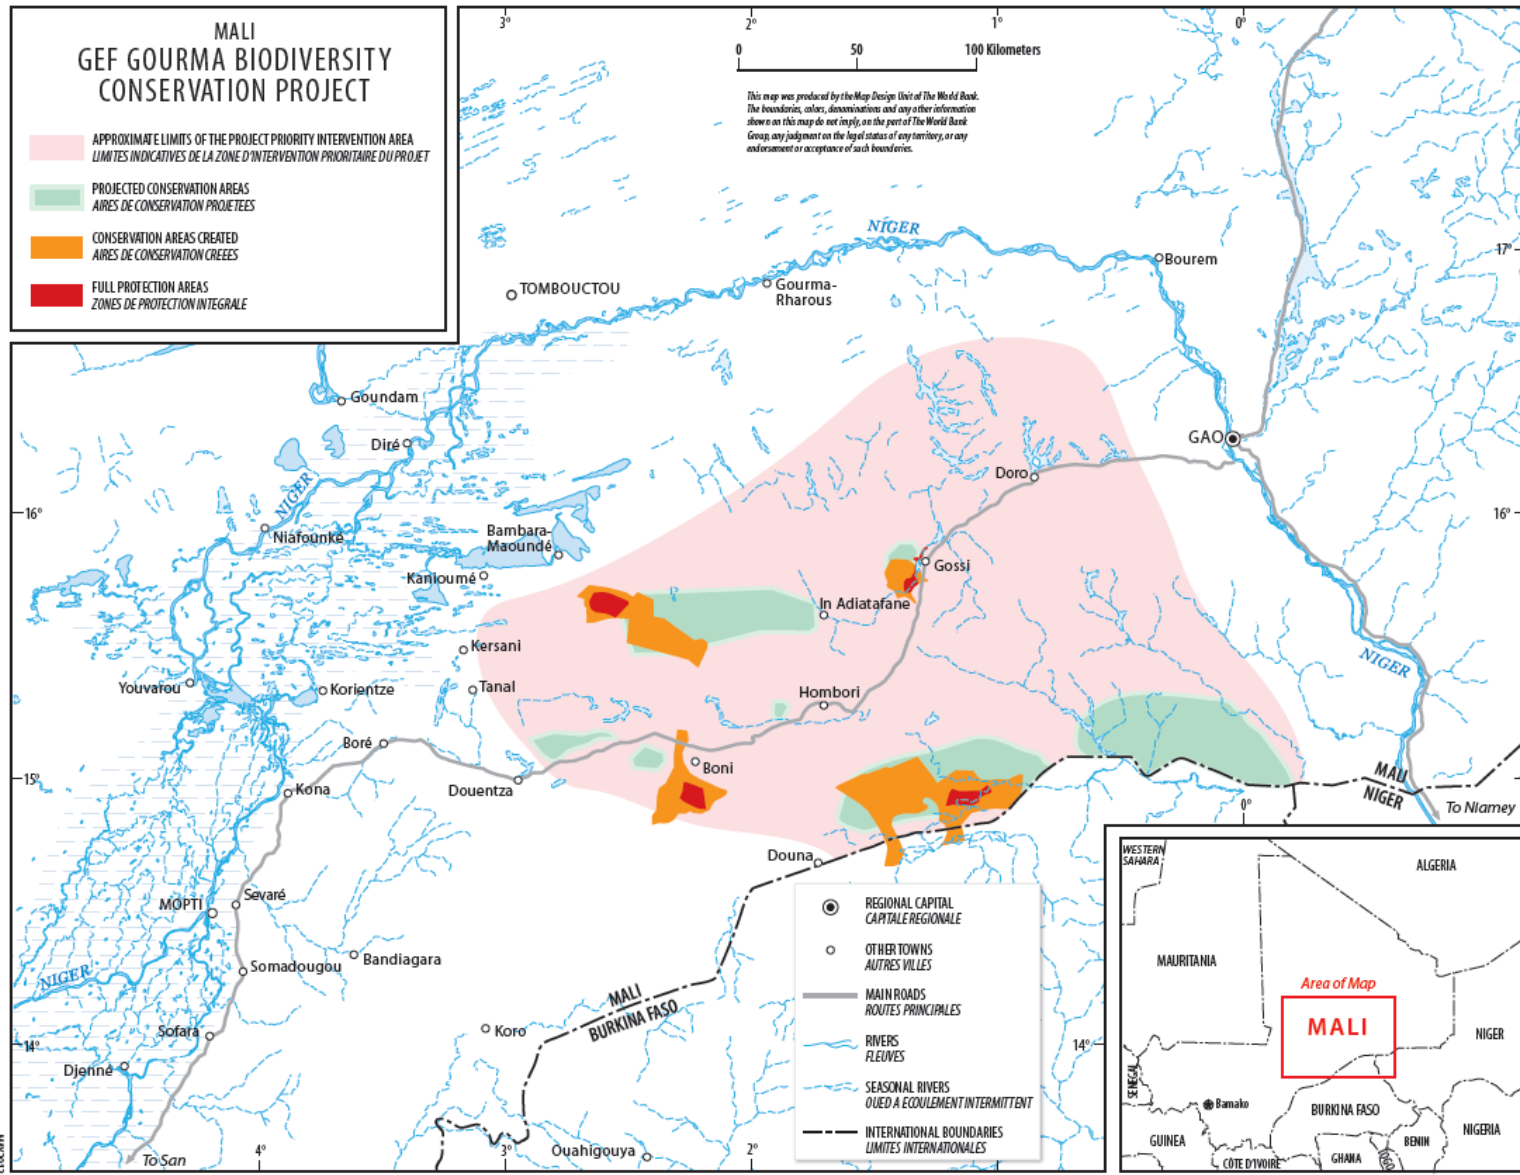 MALI
GEF GOURMA BIODIVERSITY
CONSERVATION PROJECT
APPROXIMATE LIMITS OF THE PROJECT PRIORITY INTERVENTION AREA
LIMITES INDICATIVES DE LA ZONE D'INTERVENTION PRIORITAIRE DU PROJET
PROJECTED CONSERVATION AREAS
AIRES DE CONSERVATION PROJETEES
CONSERVATION AREAS CREATED
AIRES DE CONSERVATION CREEES
FULL PROTECTION AREAS
ZONES DE PROTECTION INTEGRALE
3°
2°
1°
0°
0
50
100 Kilometers
This map was produced by the Map Design Unit of The World Bank.
The boundaries, colors, denominations and any other information
shown on this map do not imply, on the part of The World Bank
Group, any judgment on the legal status of any territory, or any
endorsement or acceptance of such boundaries.
NIGER
17°
Bourem
TOMBOUCTOU
Gourma-
Rharous
Goundam
Diré
GAO
Doro
NIGER
16°
16°
Niafounké
Bambara-
Maoundé
Kanioumé
Gossi
In Adiatafane
Kersani
NIGER
Youvarou
Korientze
Tanal
Hombori
Boré
Boni
15°
Kona
Douentza
MALI
NIGER
0°
To Niamey
Douna
MOPTI
Sevaré
Bandiagara
Somadougou
NIGER
MALI
BURKINA FASO
Sofara
Koro
14°
14°
Djenné
To San
4°
3°
Ouahigouya
2°
REGIONAL CAPITAL
CAPITALE REGIONALE
OTHER TOWNS
AUTRES VILLES
MAIN ROADS
ROUTES PRINCIPALES
RIVERS
FLEUVES
SEASONAL RIVERS
OUED A ECOULEMENT INTERMITTENT
INTERNATIONAL BOUNDARIES
LIMITES INTERNATIONALES
WESTERN
SAHARA
ALGERIA
MAURITANIA
Area of Map
MALI
NIGER
SENEGAL
Bamako
BURKINA FASO
GUINEA
BENIN
NIGERIA
CÔTE D'IVOIRE
GHANA
TOGO